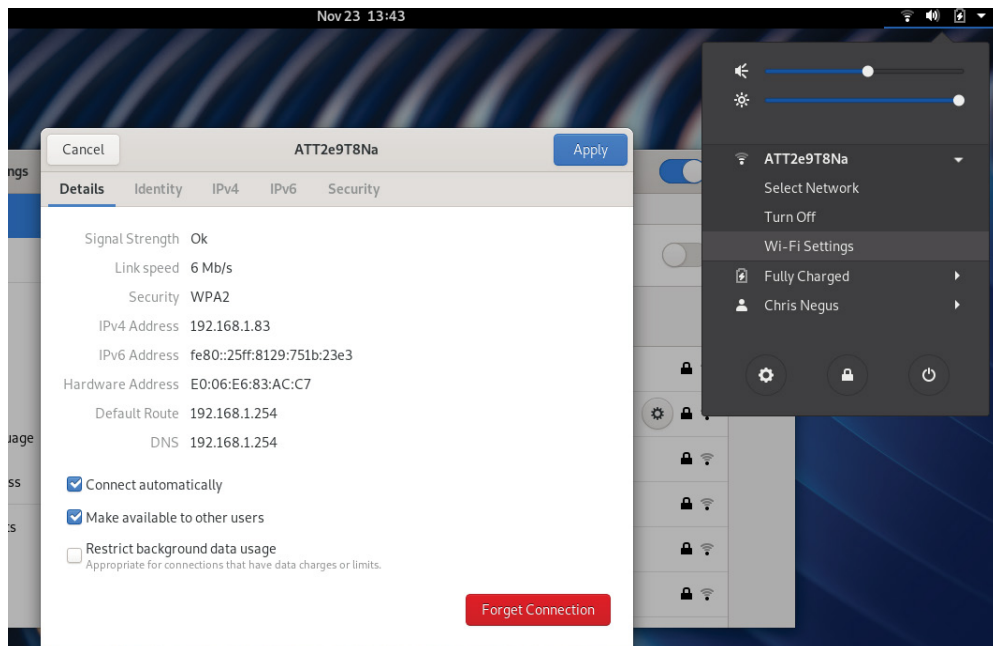 Nov 23 13:43
ngs
Cancel
ATT2e9T8Na
Apply
Details Identity IPv4 IPv6 Security
Signal Strength Ok
Link speed 6 Mb/s
Security WPA2
IPv4 Address 192.168.1.83
IPv6 Address fe80::25ff:8129:751b:23e3
Hardware Address E0:06:E6:83:AC:C7
Default Route 192.168.1.254
DNS 192.168.1.254
Connect automatically
Make available to other users
Restrict background data usage
Appropriate for connections that have data charges or limits.
Forget Connection
uage
ss
ts
ATT2e9T8Na
Select Network
Turn Off
Wi-Fi Settings
Fully Charged
Chris Negus